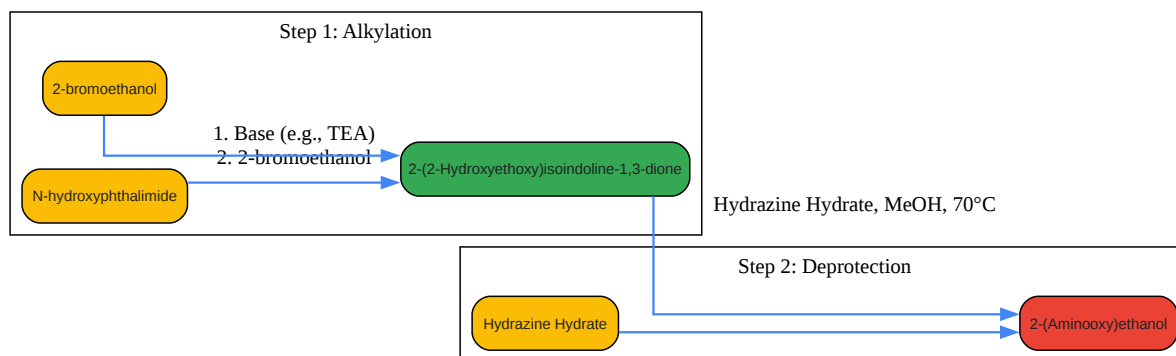 Step 1: Alkylation
2-bromoethanol
1. Base (e.g., TEA)
2. 2-bromoethanol
N-hydroxyphthalimide
2-(2-Hydroxyethoxy)isoindoline-1,3-dione
Hydrazine Hydrate, MeOH, 70°C
Step 2: Deprotection
Hydrazine Hydrate
2-(Aminooxy)ethanol